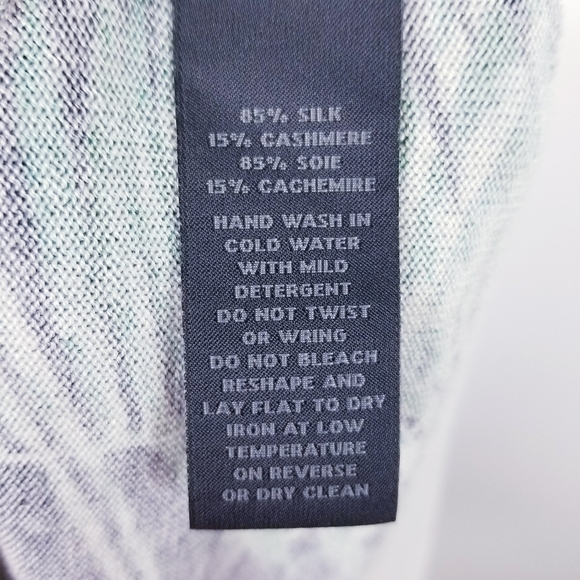 85% SILK
15% CASHMERE
85% SOIE
15% CACHEMIRE
HAND WASH IN
COLD WATER
WITH MILD
DETERGENT
DO NOT TWIST
OR WRING
DO NOT BLEACH
RESHAPE AND
LAY FLAT TO DRY
IRON AT LOW
TEMPERATURE
ON REVERSE
OR DRY CLEAN